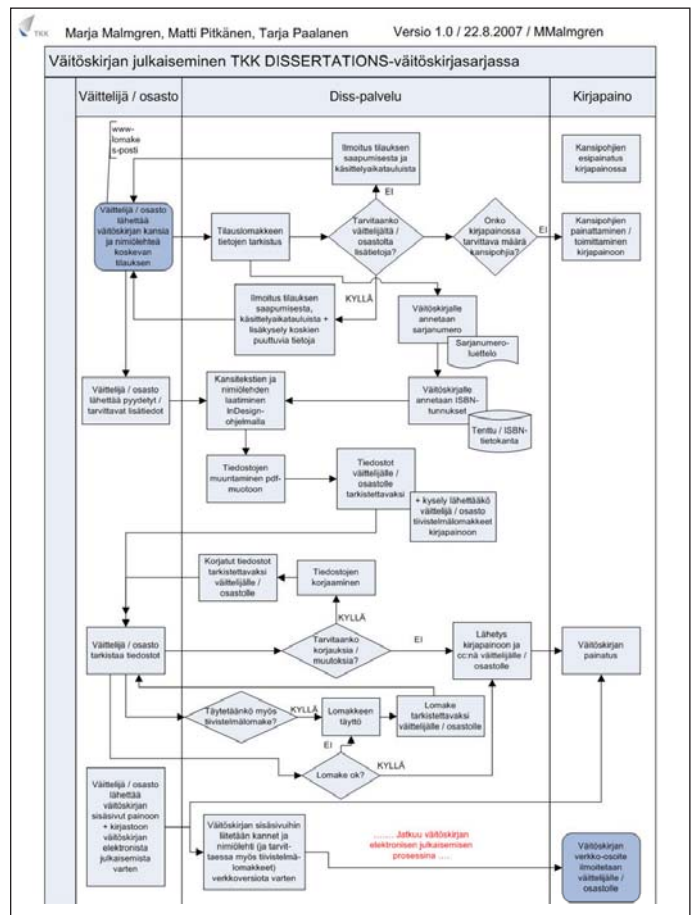 TKK Marja Malmgren, Matti Pitkänen, Tarja Paalanen Versio 1.0 / 22.8.2007 / MMalmgren
Väitöskirjan julkaiseminen TKK DISSERTATIONS-väitöskirjasarjassa
Väittelijä / osasto
Diss-palvelu
Kirjapaino
www-
lomake
s-posti
Ilmoitus tilauksen
saapumisesta ja
käsittelyaikatauluista
Kansipohjien
esipainatus
kirjapainossa
EI
Väittelijä / osasto
lähettää
väitöskirjan kansia
ja nimiölehteä
koskevan
tilauksen
Tilauslomakkeen
tietojen tarkistus
Tarvitaanko
väittelijältä /
osastolta
lisätietoja?
Onko
kirjapainossa
tarvittava määrä
kansipohjia?
EI
Kansipohjien
painattaminen /
toimittaminen
kirjapainoon
KYLLÄ
Ilmoitus tilauksen
saapumisesta,
käsittelyaikatauluista +
lisäkysely koskien
puuttuvia tietoja
Väitöskirjalle
annetaan
sarjanumero
Sarjanumero-
luettelo
Väittelijä / osasto
lähettää pyydetyt /
tarvittavat lisätiedot
Kansitekstien ja
nimiölehden
laatiminen
InDesign-
ohjelmalla
Väitöskirjalle
annetaan ISBN-
tunnukset
Tenttu / ISBN-
tietokanta
Tiedostojen
muuntaminen pdf-
muotoon
Tiedostot
väittelijälle /
osastolle
tarkistettavaksi
+ kysely lähettääkö
väittelijä / osasto
tiivistelmälomakkeet
kirjapainoon
Korjatut tiedostot
tarkistettavaksi
väittelijälle /
osastolle
Tiedostojen
korjaaminen
KYLLÄ
Väittelijä / osasto
tarkistaa tiedostot
Tarvitaanko
korjauksia /
muutoksia?
EI
Lähetys
kirjapainoon ja
cc:nä väittelijälle /
osastolle
Väitöskirjan
painatus
Täytetäänkö myös
tiivistelmälomake?
KYLLÄ
Lomakkeen
täyttö
Lomake
tarkistettavaksi
väittelijälle / osastolle
EI
Lomake ok?
KYLLÄ
Väittelijä / osasto
lähettää
väitöskirjan
sisäsivut painoon
+ kirjastoon
väitöskirjan
elektronista
julkaisemista
varten
Väitöskirjan sisäsivuihin
liitetään kannet ja
nimiölehti (ja tarvit-
taessa myös tiivistelmä-
lomakkeet)
verkkoversiota varten
....... Jatkuu väitöskirjan
elektronisen julkaisemisen
prosessina ....
Väitöskirjan
verkko-osoite
ilmoitetaan
väittelijälle /
osastolle